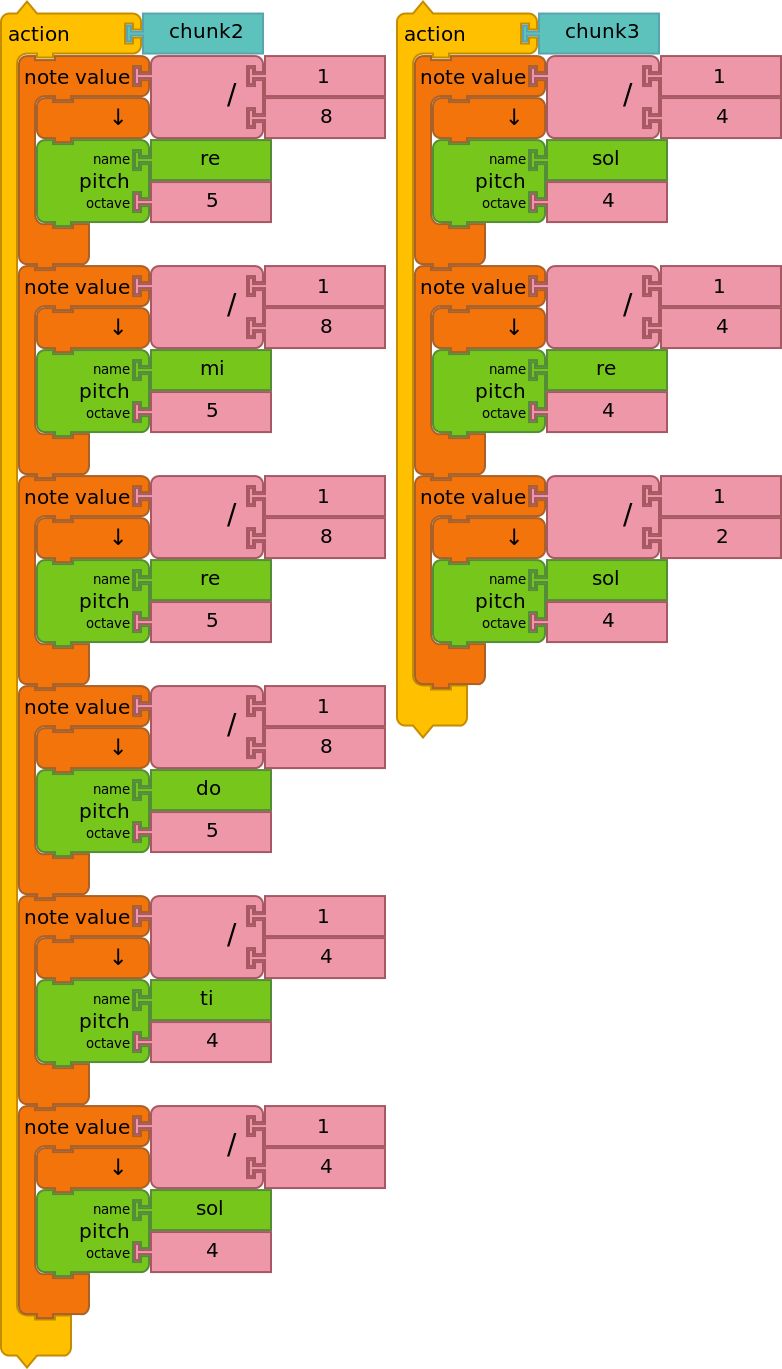 action chunk2
note value / 1
↓ 8
name re
pitch
octave 5
note value / 1
↓ 8
name mi
pitch
octave 5
note value / 1
↓ 8
name re
pitch
octave 5
note value / 1
↓ 8
name do
pitch
octave 5
note value / 1
↓ 4
name ti
pitch
octave 4
note value / 1
↓ 4
name sol
pitch
octave 4
action chunk3
note value / 1
↓ 4
name sol
pitch
octave 4
note value / 1
↓ 4
name re
pitch
octave 4
note value / 1
↓ 2
name sol
pitch
octave 4